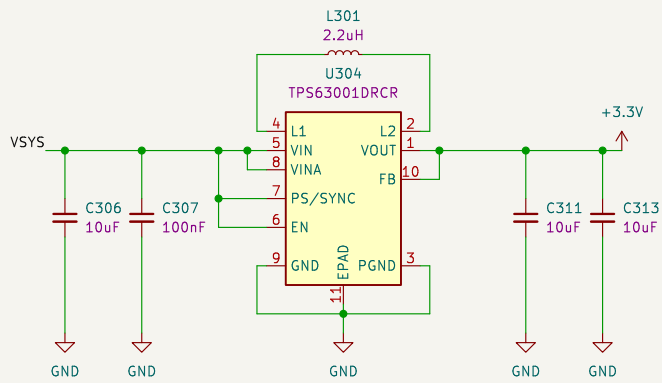 L301
2.2uH
U304
TPS63001DRCR
+3.3V
VSYS
4 L1 L2 2
5 VIN VOUT 1
8 VINA FB 10
7 PS/SYNC
6 EN
C306 10uF
C307 100nF
C311 10uF
C313 10uF
9 GND EPAD PGND 3
11
GND GND GND GND GND